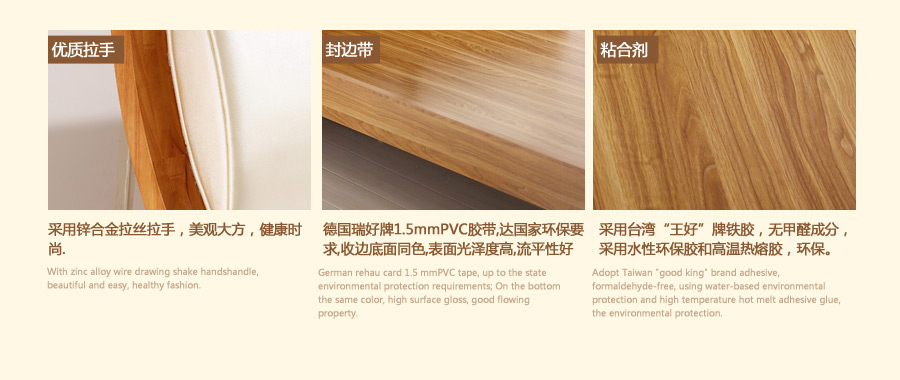 优质拉手
采用锌合金拉丝拉手，美观大方，健康时
尚.
With zinc alloy wire drawing shake handshandle,
beautiful and easy, healthy fashion.
封边带
德国瑞好牌1.5mmPVC胶带,达国家环保要
求,收边底面同色,表面光泽度高,流平性好
German rehau card 1.5 mmPVC tape, up to the state
environmental protection requirements; On the bottom
the same color, high surface gloss, good flowing
property.
粘合剂
采用台湾“王好”牌铁胶，无甲醛成分，
采用水性环保胶和高温热熔胶，环保。
Adopt Taiwan "good king" brand adhesive,
formaldehyde-free, using water-based environmental
protection and high temperature hot melt adhesive glue,
the environmental protection.